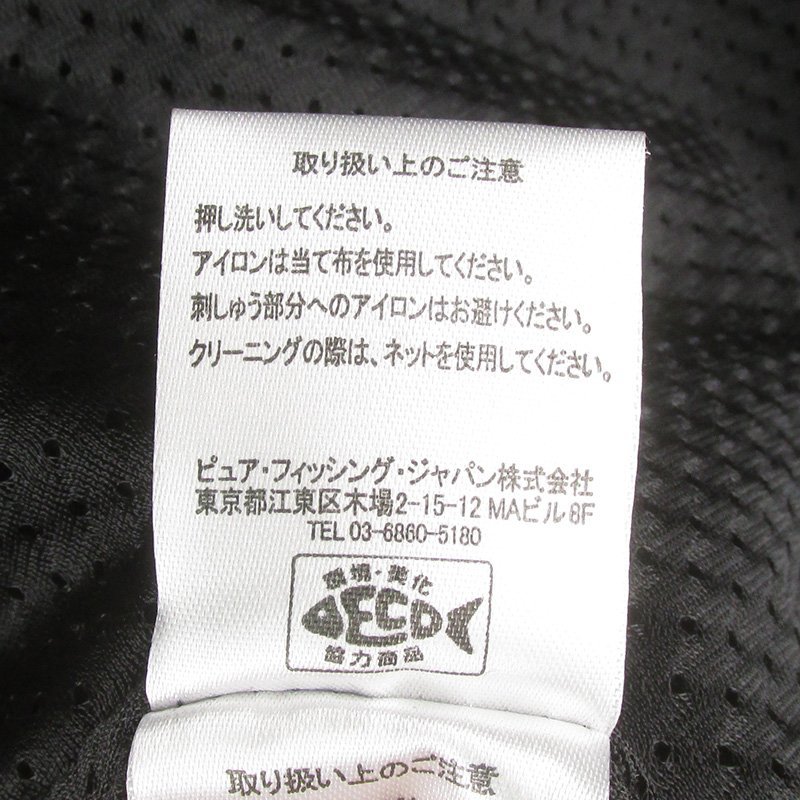 取り扱い上のご注意
押し洗いしてください。
アイロンは当て布を使用してください。
刺しゅう部分へのアイロンはお避けください。
クリーニングの際は、ネットを使用してください。
ピュア・フィッシング・ジャパン株式会社
東京都江東区木場2-15-12 MAビル8F
TEL 03-6860-5180
環境・美化
ECO
協力商品
取り扱い上のご注意